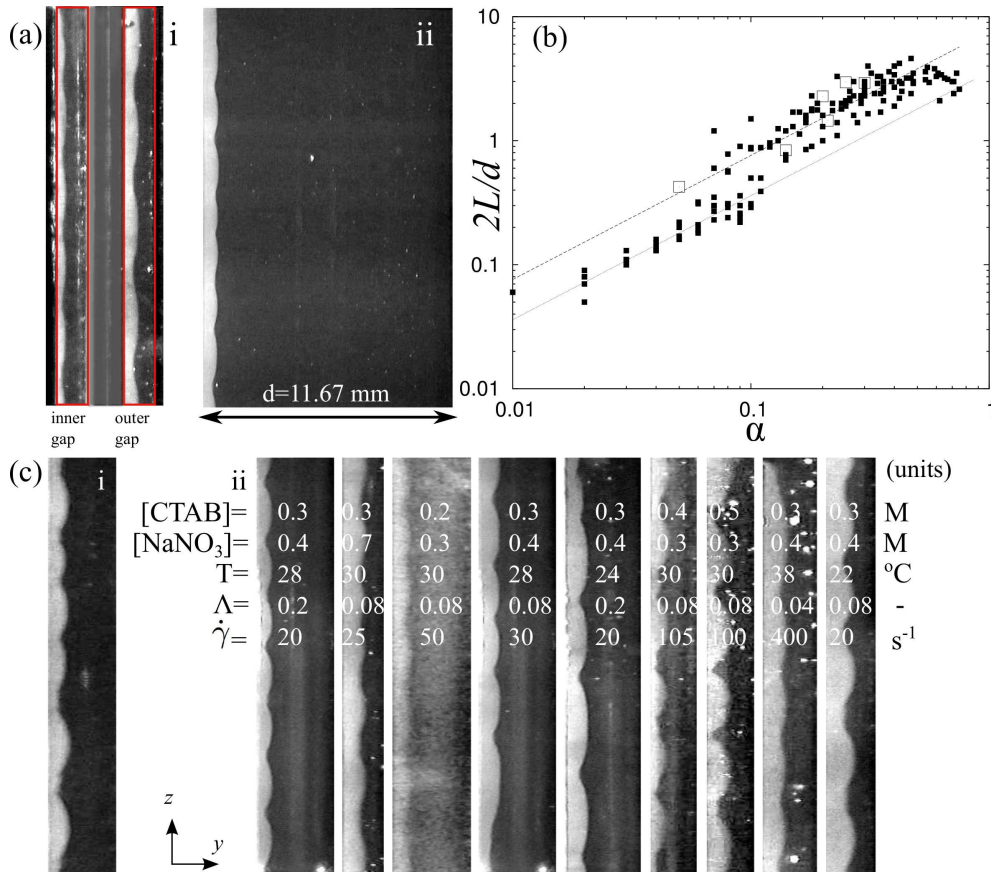 (a)
i
ii
inner gap
outer gap
d=11.67 mm
(b)
10
1
0.1
0.01
2L/d
0.01
0.1
1
α
(c)
i
ii
(units)
[CTAB]= 0.3 0.3 0.2 0.3 0.3 0.4 0.5 0.3 0.3 M
[NaNO3]= 0.4 0.7 0.3 0.4 0.4 0.3 0.3 0.4 0.4 M
T= 28 30 30 28 24 30 30 38 22 ºC
Λ= 0.2 0.08 0.08 0.08 0.2 0.08 0.08 0.04 0.08 -
γ̇= 20 25 50 30 20 105 100 400 20 s-1
z
y